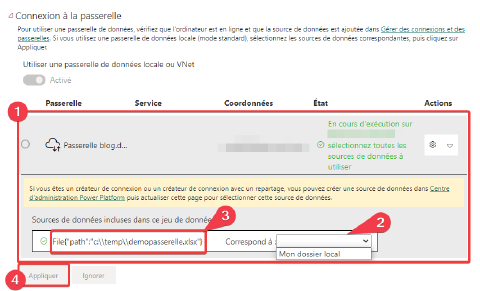 Connexion à la passerelle
Pour utiliser une passerelle de données, vérifiez que l'ordinateur est en ligne et que la source de données est ajoutée dans Gérer des connexions et des
passerelles. Si vous utilisez une passerelle de données locale (mode standard), sélectionnez les sources de données correspondantes, puis cliquez sur
Appliquer.
Utiliser une passerelle de données locale ou VNet
Activé
Passerelle Service Coordonnées État Actions
1
En cours d'exécution sur
Passerelle blog.d...
sélectionnez toutes les
sources de données à
utiliser
Si vous êtes un créateur de connexion ou un créateur de connexion avec repartage, vous pouvez créer une source de données dans Centre
d'administration Power Platform puis actualiser cette page pour sélectionner cette source de données.
Sources de données incluses dans ce jeu de donné
3
2
File{"path":"c:\\temp\\demopasserelle.xlsx"} Correspond à :
Mon dossier local
4
Appliquer Ignorer